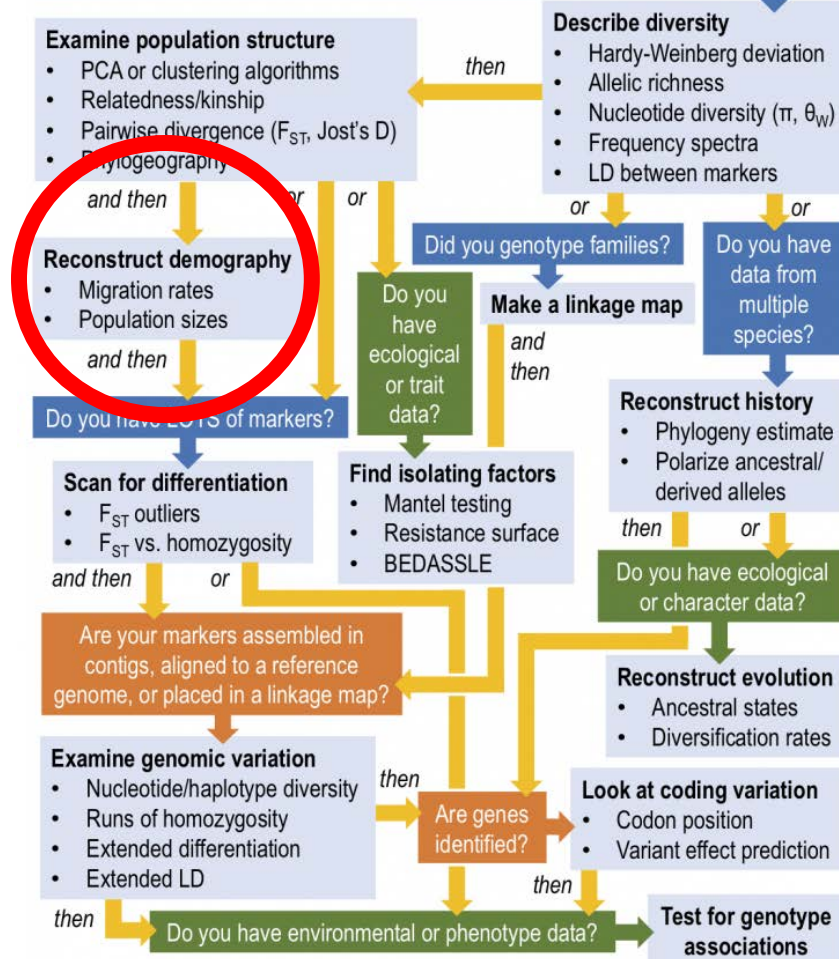 Examine population structure
• PCA or clustering algorithms
• Relatedness/kinship
• Pairwise divergence (FST, Jost's D)
• Phylogeography
then
Describe diversity
• Hardy-Weinberg deviation
• Allelic richness
• Nucleotide diversity (π, θW)
• Frequency spectra
• LD between markers
and then
or
or
or
or
Reconstruct demography
• Migration rates
• Population sizes
and then
Did you genotype families?
Do you have
data from
multiple
species?
Do you
have
ecological
or trait
data?
Make a linkage map
and
then
Do you have LOTS of markers?
Reconstruct history
• Phylogeny estimate
• Polarize ancestral/
derived alleles
Scan for differentiation
• FST outliers
• FST vs. homozygosity
Find isolating factors
• Mantel testing
• Resistance surface
• BEDASSLE
then
or
and then
or
Do you have ecological
or character data?
Are your markers assembled in
contigs, aligned to a reference
genome, or placed in a linkage map?
Reconstruct evolution
• Ancestral states
• Diversification rates
Examine genomic variation
• Nucleotide/haplotype diversity
• Runs of homozygosity
• Extended differentiation
• Extended LD
then
Are genes
identified?
Look at coding variation
• Codon position
• Variant effect prediction
then
then
Do you have environmental or phenotype data?
Test for genotype
associations